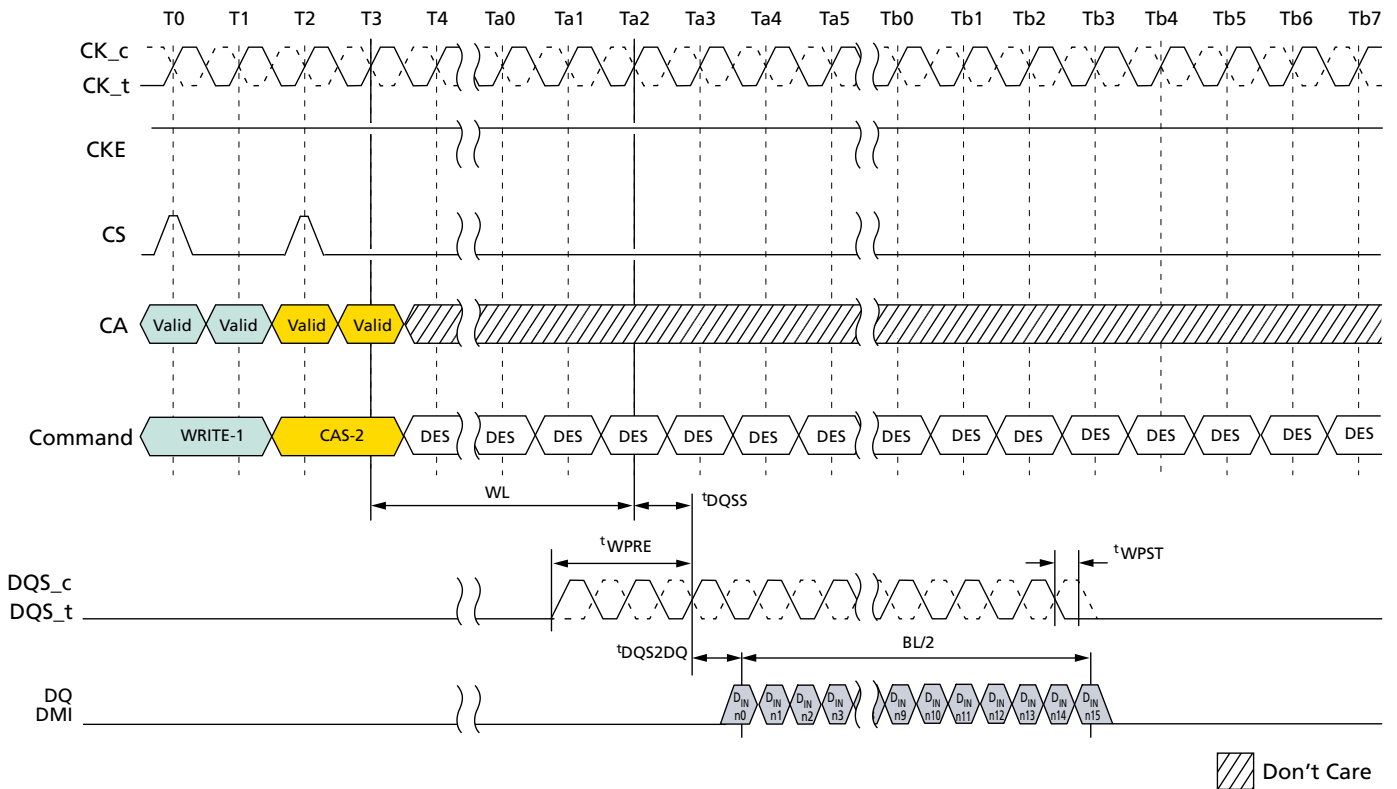 T0 T1 T2 T3 T4 Ta0 Ta1 Ta2 Ta3 Ta4 Ta5 Tb0 Tb1 Tb2 Tb3 Tb4 Tb5 Tb6 Tb7
CK_c
CK_t
CKE
CS
CA Valid Valid Valid Valid
Command WRITE-1 CAS-2 DES DES DES DES DES DES DES DES DES DES DES DES DES DES DES
WL tDQSS
tWPRE tWPST
DQS_c
DQS_t
tDQS2DQ BL/2
DQ
DMI
DIN n0 DIN n1 DIN n2 DIN n3 DIN n9 DIN n10 DIN n11 DIN n12 DIN n13 DIN n14 DIN n15
Don't Care